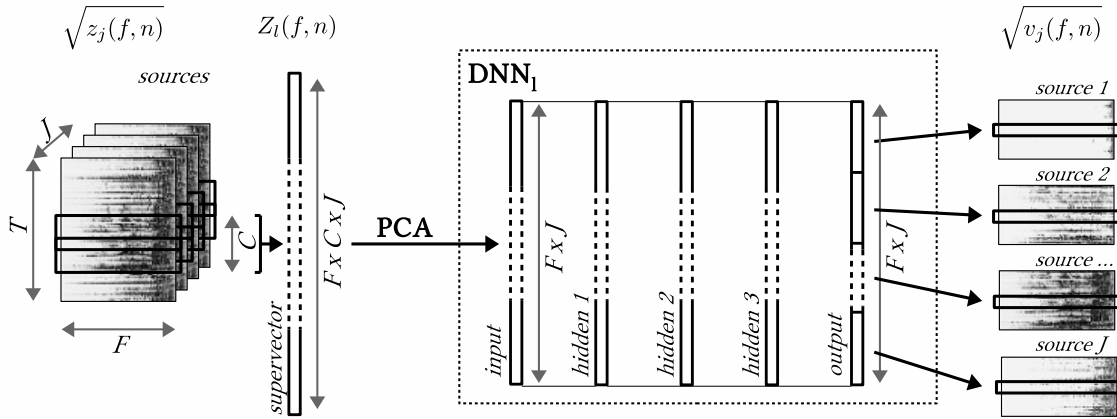 √z_j(f,n)
sources
J
T
F
C
Z_l(f,n)
supervector
F x C x J
PCA
DNN_l
input
F x J
hidden 1
hidden 2
hidden 3
output
F x J
√v_j(f,n)
source 1
source 2
source ...
source J